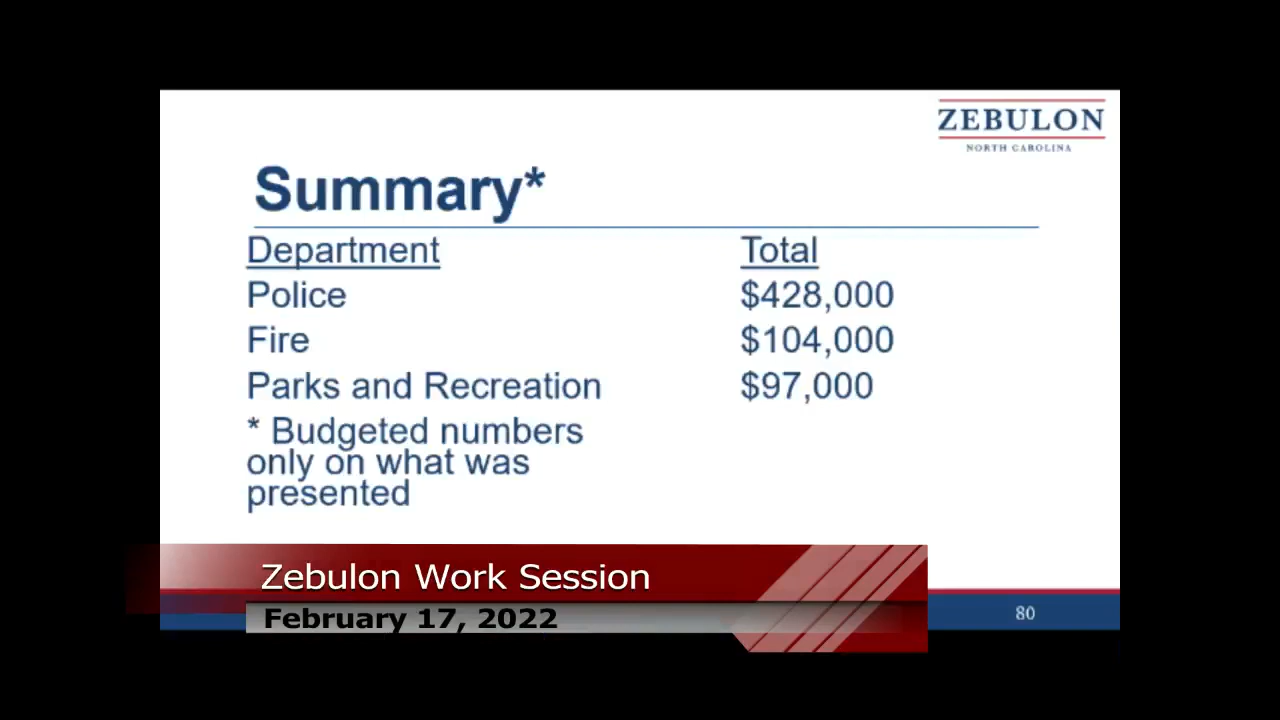 ZEBULON
NORTH CAROLINA
Summary*
Department Total
Police $428,000
Fire $104,000
Parks and Recreation $97,000
* Budgeted numbers
only on what was
presented
Zebulon Work Session
February 17, 2022
80